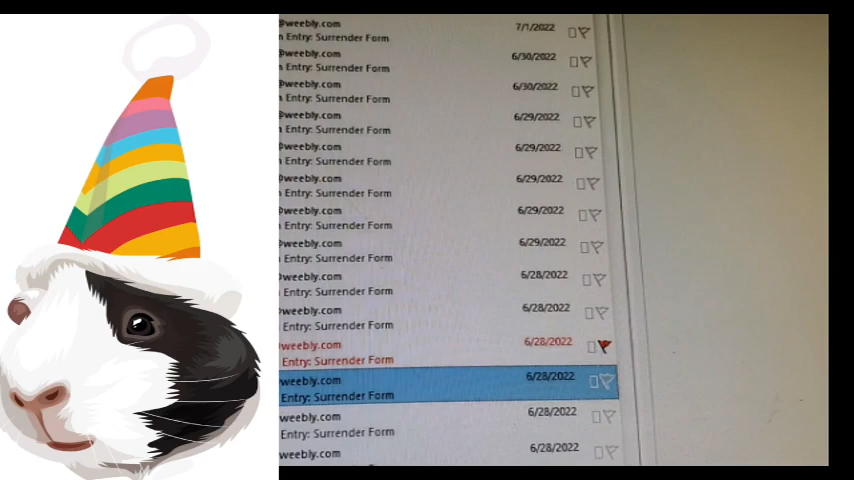 @weebly.com 7/1/2022
n Entry: Surrender Form
@weebly.com 6/30/2022
n Entry: Surrender Form
@weebly.com 6/30/2022
n Entry: Surrender Form
@weebly.com 6/29/2022
n Entry: Surrender Form
@weebly.com 6/29/2022
n Entry: Surrender Form
@weebly.com 6/29/2022
n Entry: Surrender Form
@weebly.com 6/29/2022
n Entry: Surrender Form
@weebly.com 6/29/2022
n Entry: Surrender Form
@weebly.com 6/28/2022
Entry: Surrender Form
@weebly.com 6/28/2022
Entry: Surrender Form
@weebly.com 6/28/2022
Entry: Surrender Form
weebly.com 6/28/2022
Entry: Surrender Form
weebly.com 6/28/2022
Entry: Surrender Form
weebly.com 6/28/2022